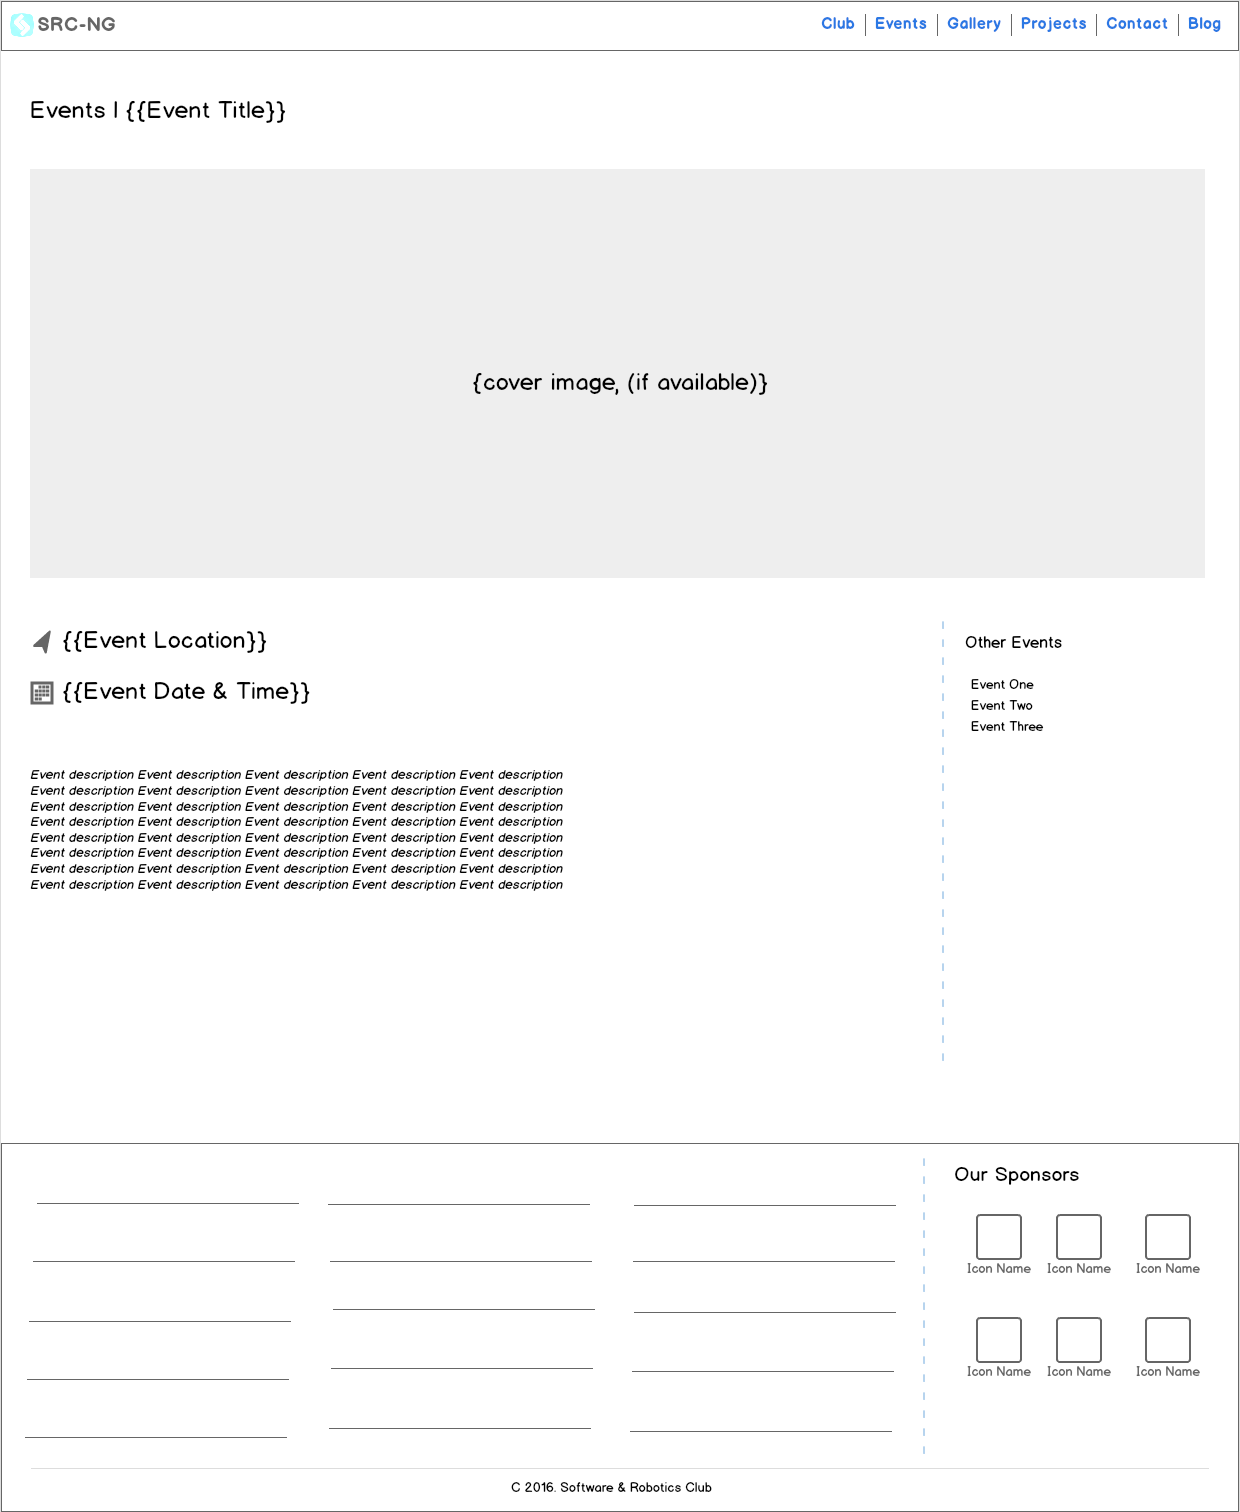 SRC-NG
Club Events Gallery Projects Contact Blog
Events | {{Event Title}}
{cover image, (if available)}
{{Event Location}}
{{Event Date & Time}}
Event description Event description Event description Event description Event description
Event description Event description Event description Event description Event description
Event description Event description Event description Event description Event description
Event description Event description Event description Event description Event description
Event description Event description Event description Event description Event description
Event description Event description Event description Event description Event description
Event description Event description Event description Event description Event description
Event description Event description Event description Event description Event description
Other Events
Event One
Event Two
Event Three
Our Sponsors
Icon Name Icon Name Icon Name
Icon Name Icon Name Icon Name
C 2016. Software & Robotics Club